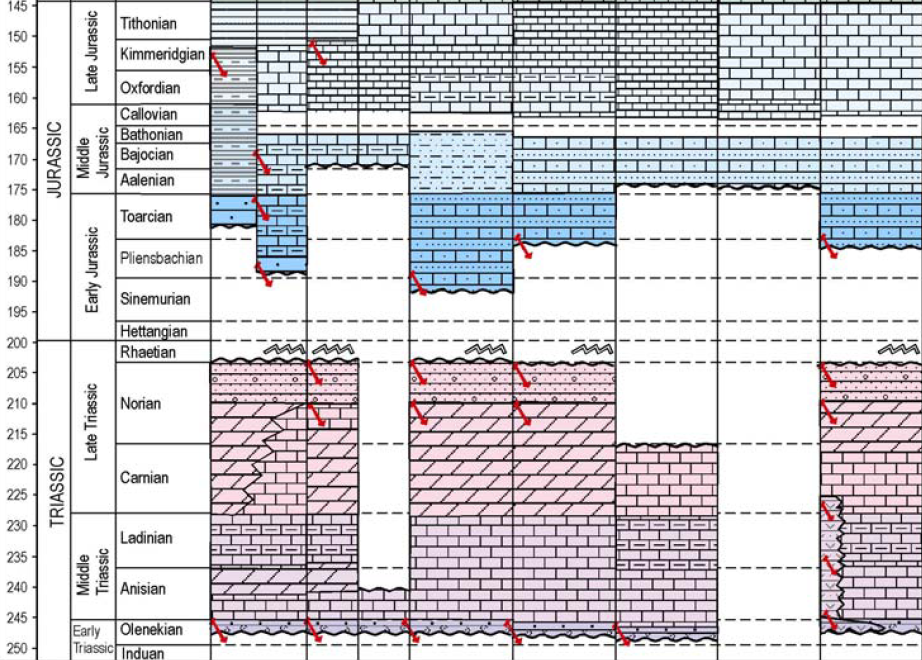 145
Tithonian
150
Late Jurassic
Kimmeridgian
155
Oxfordian
160
Callovian
165
Bathonian
JURASSIC
Middle
Jurassic
Bajocian
170
Aalenian
175
Toarcian
180
185
Early Jurassic
Pliensbachian
190
Sinemurian
195
Hettangian
200
Rhaetian
205
Late Triassic
Norian
210
215
TRIASSIC
220
Carnian
225
230
Middle
Triassic
Ladinian
235
240
Anisian
245
Early
Triassic
Olenekian
250
Induan